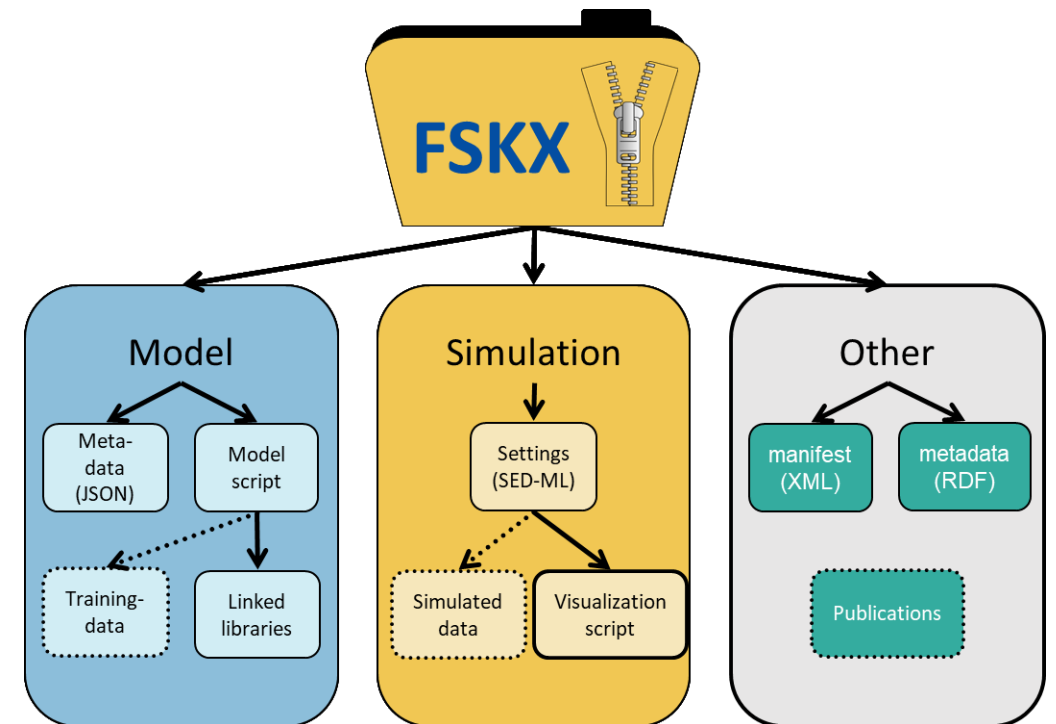 FSKX
Model
Meta-
data
(JSON)
Model
script
Training-
data
Linked
libraries
Simulation
Settings
(SED-ML)
Simulated
data
Visualization
script
Other
manifest
(XML)
metadata
(RDF)
Publications